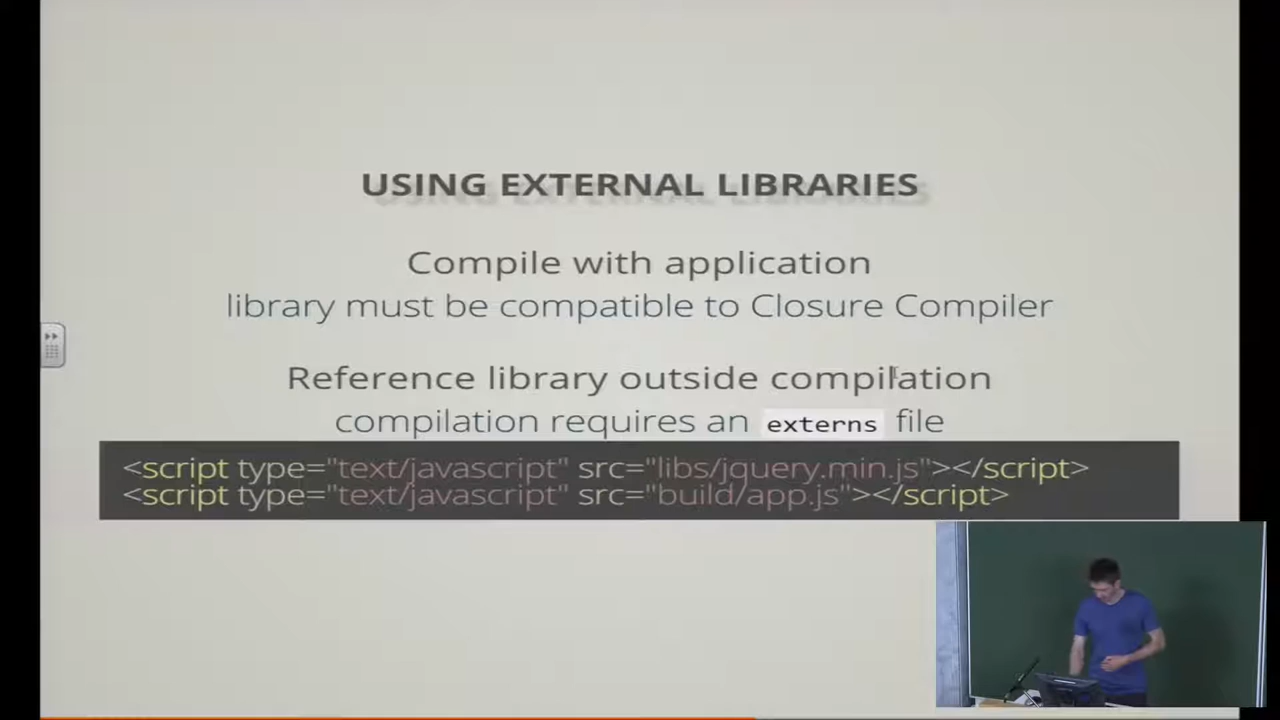 USING EXTERNAL LIBRARIES
Compile with application
library must be compatible to Closure Compiler
Reference library outside compilation
compilation requires an externs file
<script type="text/javascript" src="libs/jquery.min.js"></script>
<script type="text/javascript" src="build/app.js"></script>